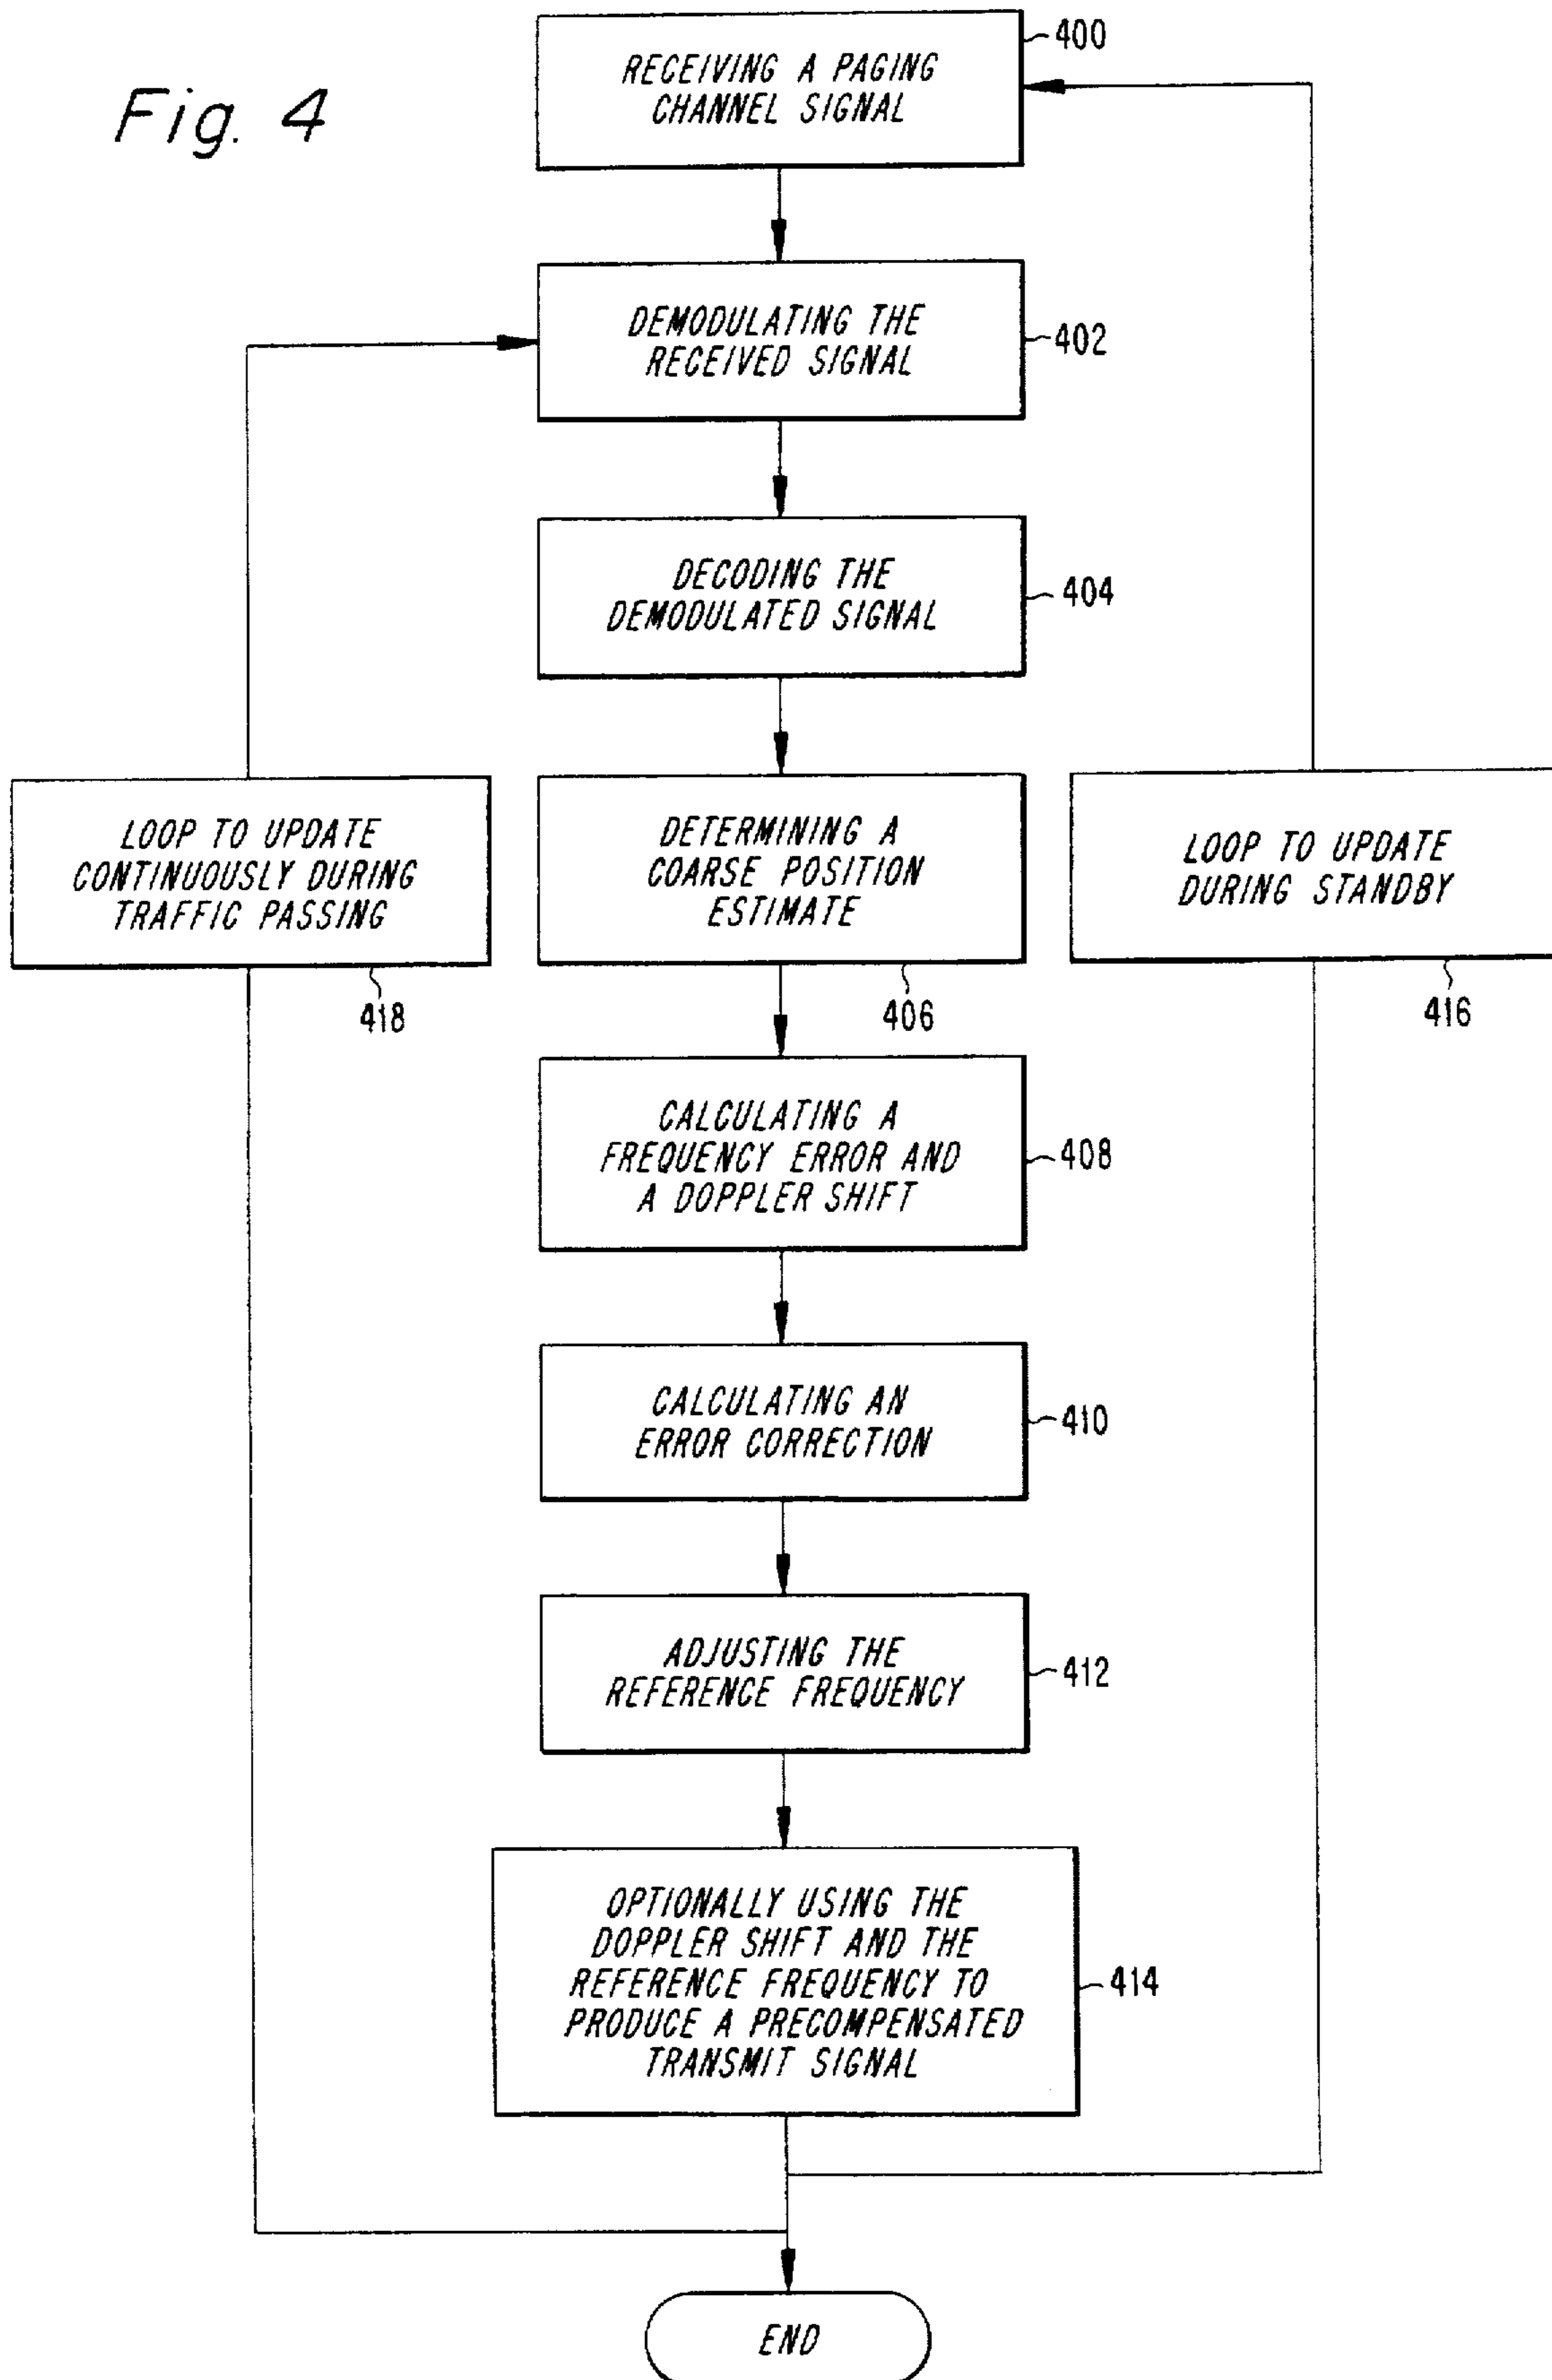 Fig. 4
RECEIVING A PAGING
CHANNEL SIGNAL
400
DEMODULATING THE
RECEIVED SIGNAL
402
DECODING THE
DEMODULATED SIGNAL
404
LOOP TO UPDATE
CONTINUOUSLY DURING
TRAFFIC PASSING
418
DETERMINING A
COARSE POSITION
ESTIMATE
406
LOOP TO UPDATE
DURING STANDBY
416
CALCULATING A
FREQUENCY ERROR AND
A DOPPLER SHIFT
408
CALCULATING AN
ERROR CORRECTION
410
ADJUSTING THE
REFERENCE FREQUENCY
412
OPTIONALLY USING THE
DOPPLER SHIFT AND THE
REFERENCE FREQUENCY TO
PRODUCE A PRECOMPENSATED
TRANSMIT SIGNAL
414
END